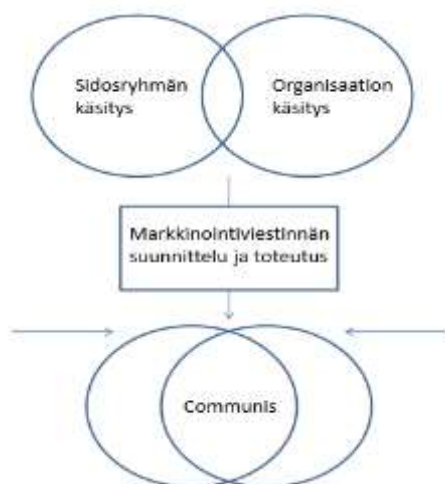 Sidosryhmän
käsitys
Organisaation
käsitys
Markkinointiviestinnän
suunnittelu ja toteutus
Communis